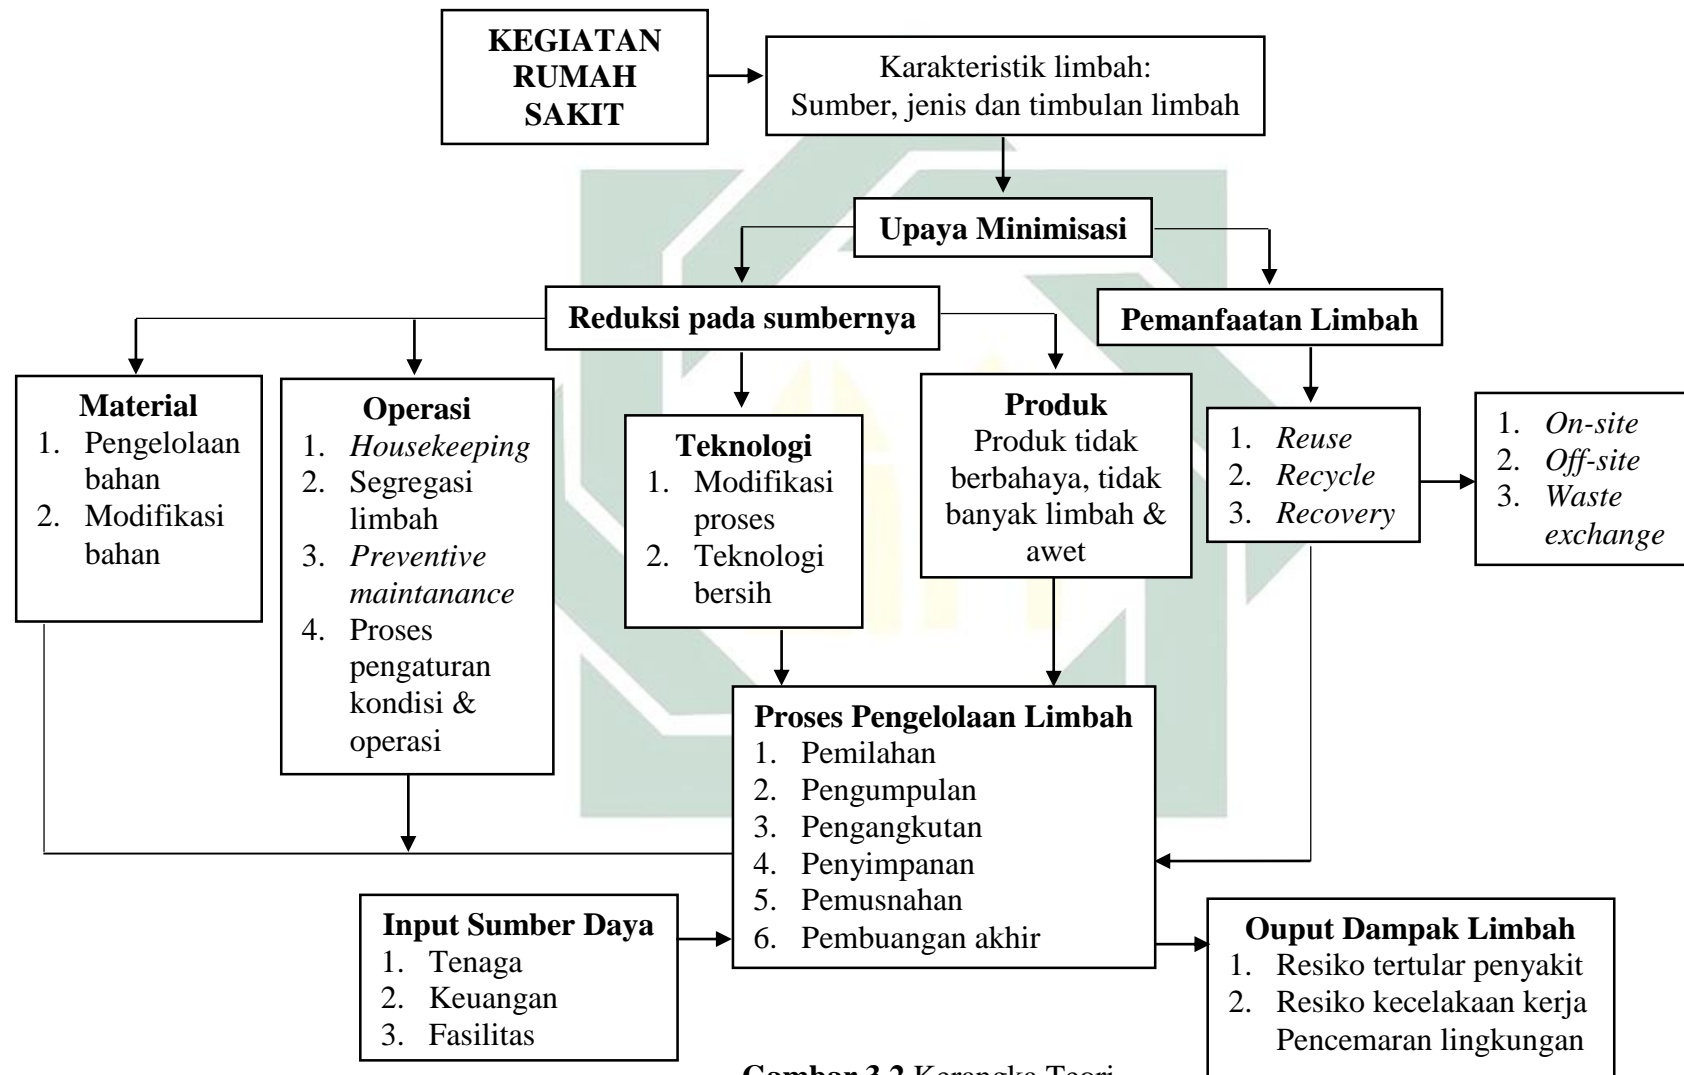 KEGIATAN
RUMAH
SAKIT
Karakteristik limbah:
Sumber, jenis dan timbulan limbah
Upaya Minimisasi
Reduksi pada sumbernya
Pemanfaatan Limbah
Material
1. Pengelolaan
bahan
2. Modifikasi
bahan
Operasi
1. Housekeeping
2. Segregasi
limbah
3. Preventive
maintanance
4. Proses
pengaturan
kondisi &
operasi
Teknologi
1. Modifikasi
proses
2. Teknologi
bersih
Produk
Produk tidak
berbahaya, tidak
banyak limbah &
awet
1. Reuse
2. Recycle
3. Recovery
1. On-site
2. Off-site
3. Waste
exchange
Proses Pengelolaan Limbah
1. Pemilahan
2. Pengumpulan
3. Pengangkutan
4. Penyimpanan
5. Pemusnahan
6. Pembuangan akhir
Input Sumber Daya
1. Tenaga
2. Keuangan
3. Fasilitas
Ouput Dampak Limbah
1. Resiko tertular penyakit
2. Resiko kecelakaan kerja
Pencemaran lingkungan
Gambar 3.2 Kerangka Teori